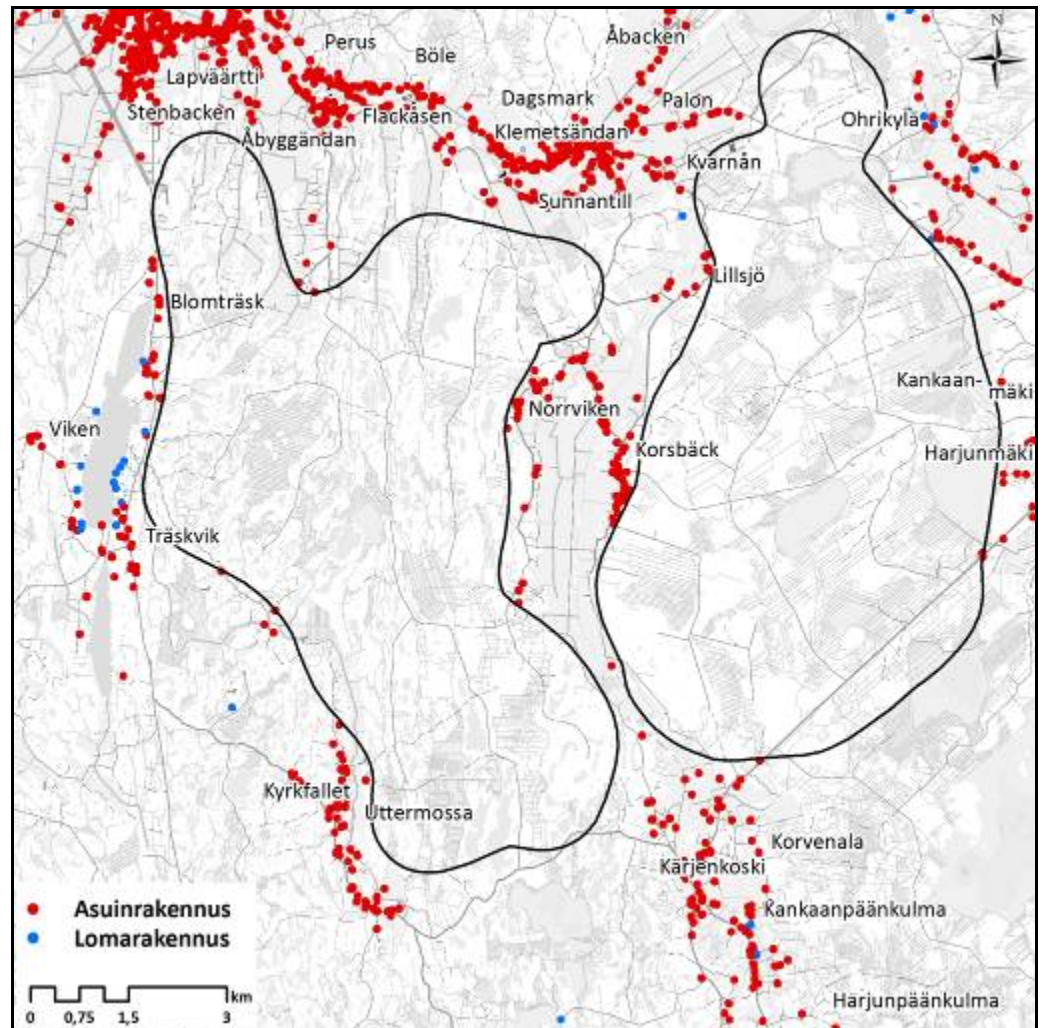 N
Perus
Böle
Åbacken
Lapväärtti
Dagsmark
Palon
Stenbacken
Flackåsen
Ohrikylä
Åbyggändan
Klemetsändan
Kvarnån
Sunnantill
Lillsjö
Blomträsk
Kankaan-
mäki
Norrviken
Viken
Korsbäck
Harjunmäki
Träskvik
Kyrkfallet
Uttermossa
Korvenala
Kärjenkoski
Asuinrakennus
Kankaanpäänkulma
Lomarakennus
km
0 0,75 1,5 3
Harjunpäänkulma